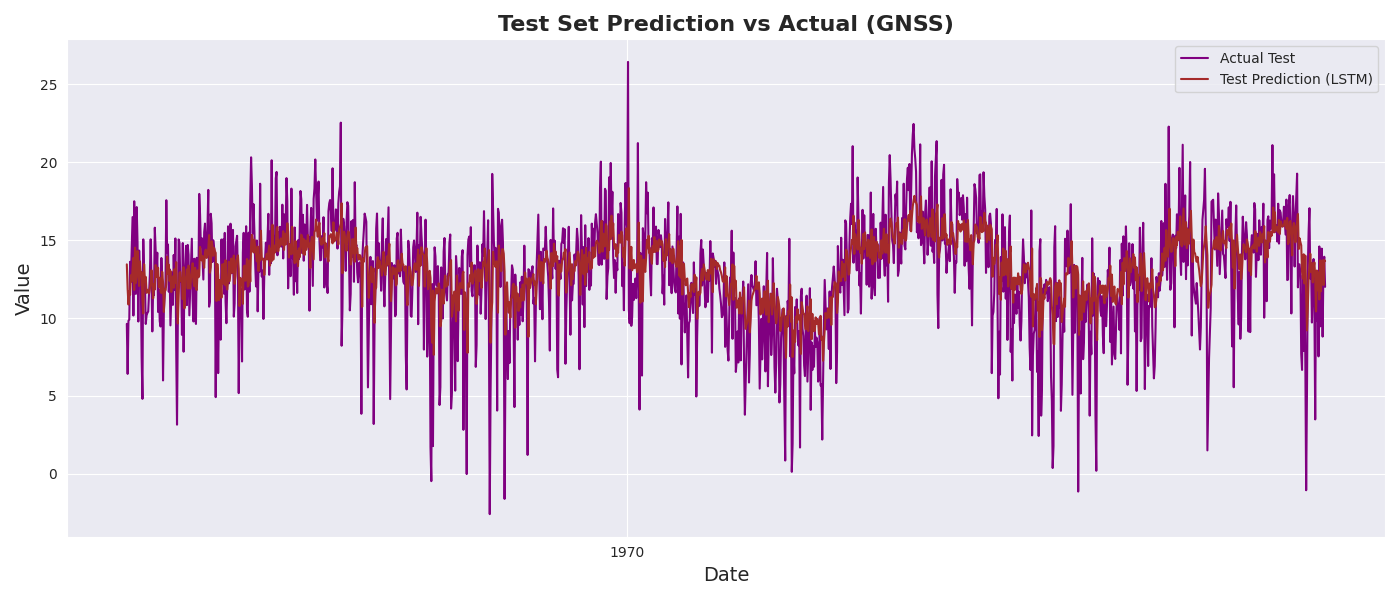 Test Set Prediction vs Actual (GNSS)
Actual Test
Test Prediction (LSTM)
Value
25
20
15
10
5
0
1970
Date